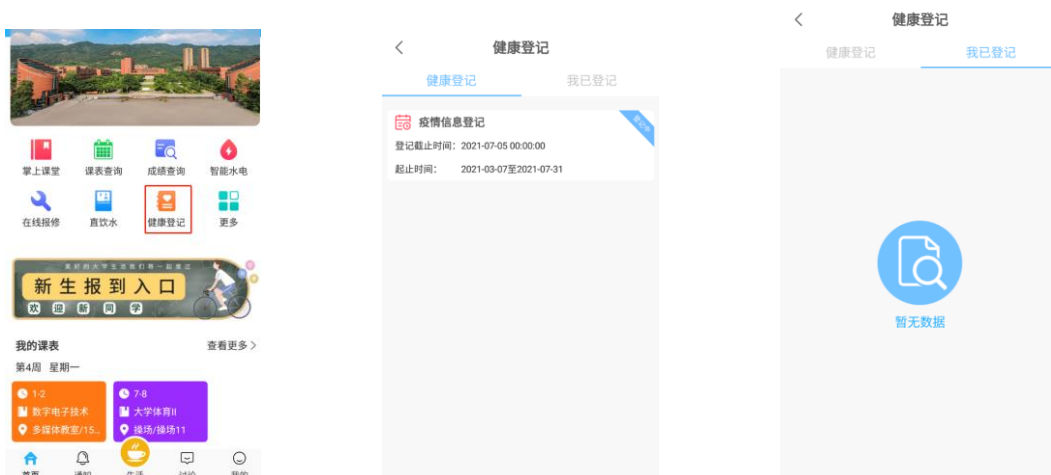 掌上课堂 课表查询 成绩查询 智能水电
在线报修 直饮水 健康登记 更多
新生报到入口
欢迎新同学
我的课表 查看更多>
第4周 星期一
1-2
数字电子技术
多媒体教室/15...
7-8
大学体育II
操场/操场11
首页 通知 生活 讨论 我的
健康登记
健康登记 我已登记
疫情信息登记
登记中
登记截止时间: 2021-07-05 00:00:00
起止时间: 2021-03-07至2021-07-31
健康登记
健康登记 我已登记
暂无数据